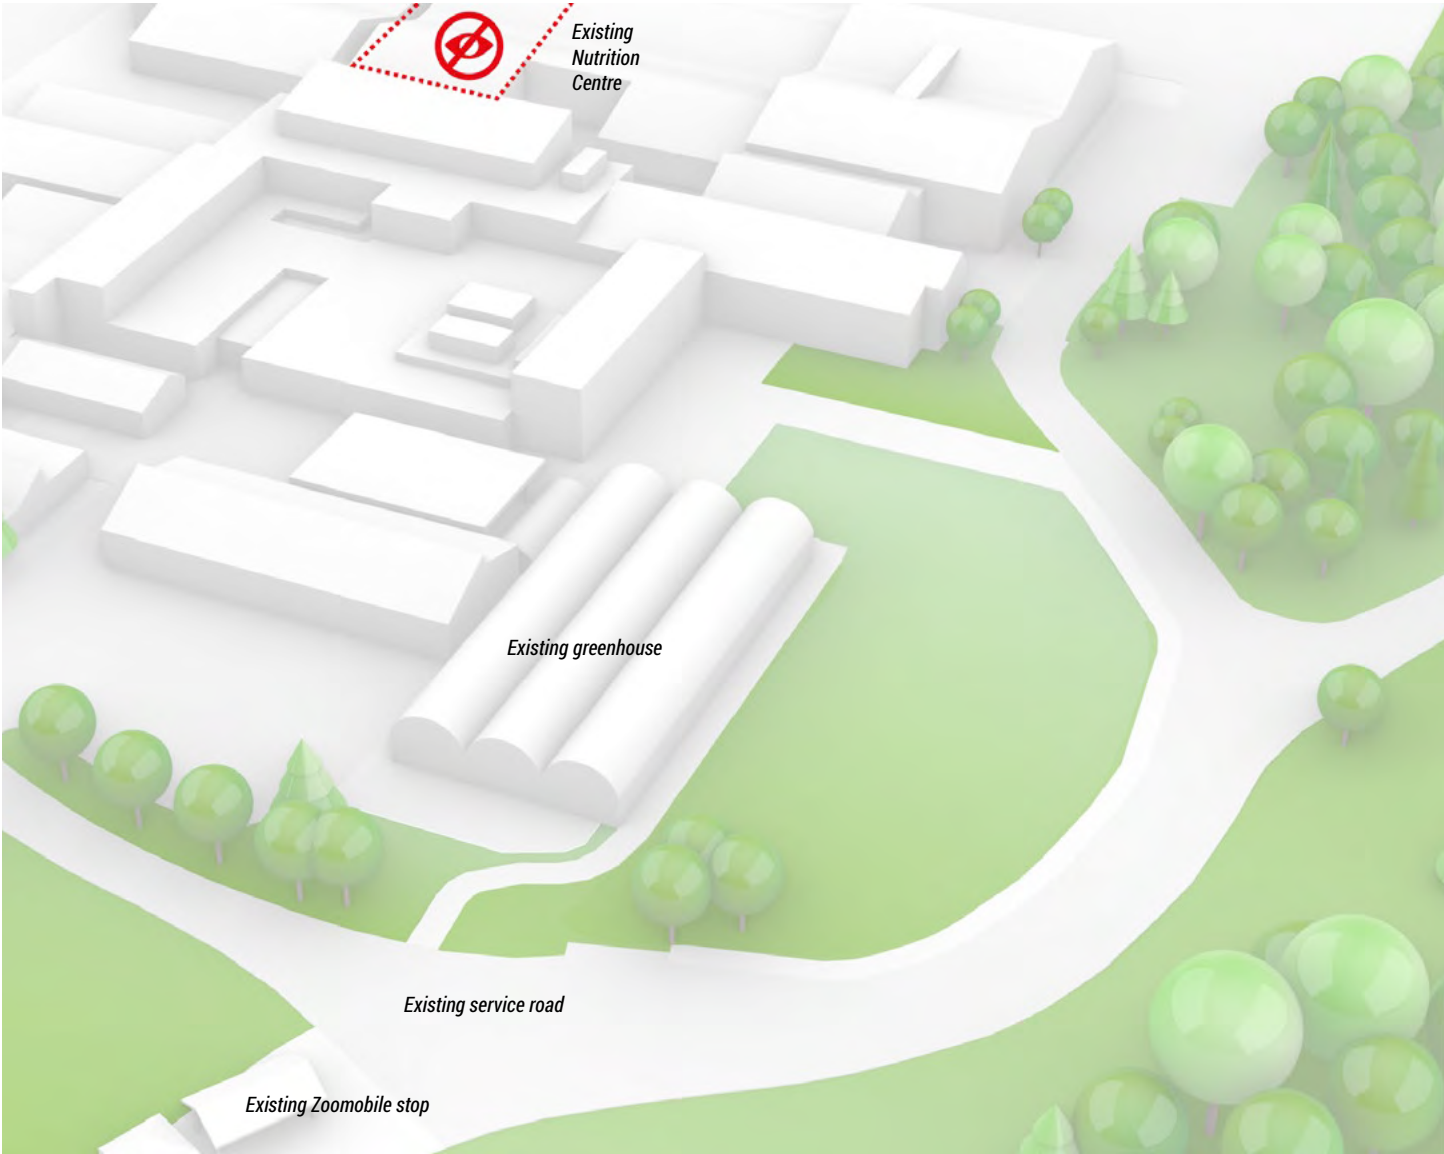 Existing
Nutrition
Centre
Existing greenhouse
Existing service road
Existing Zoomobile stop